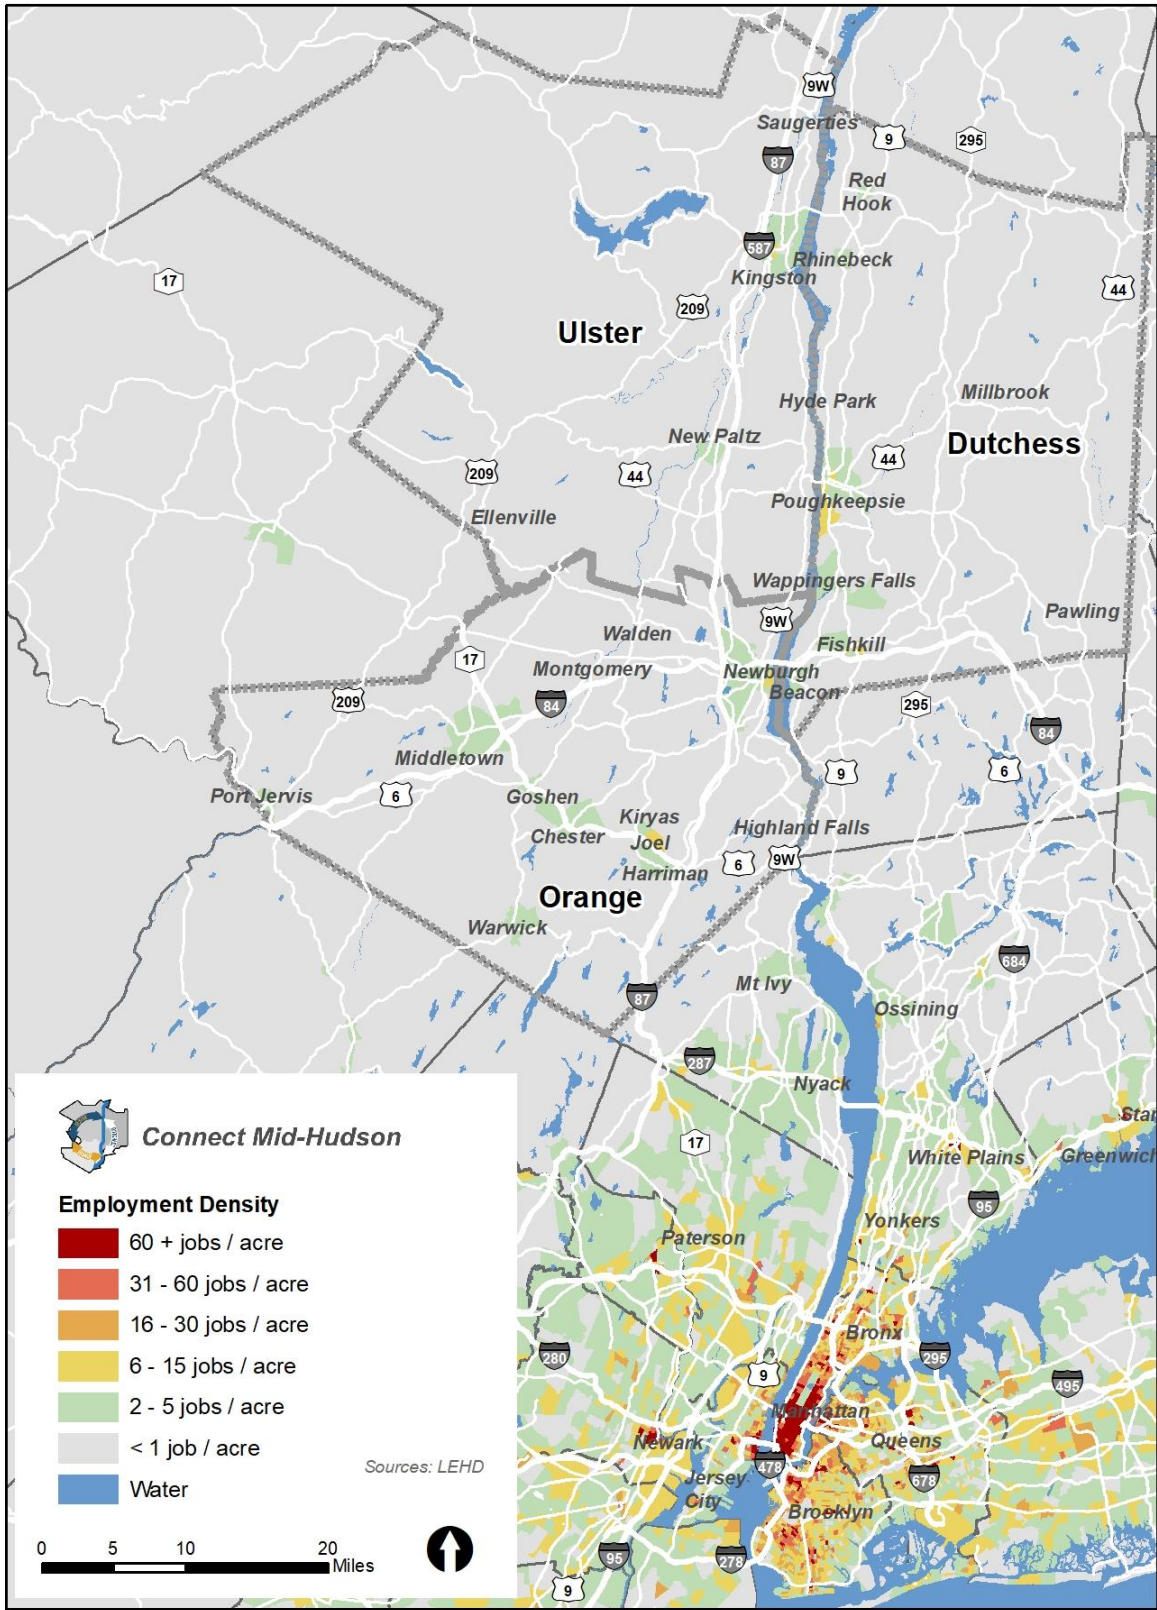 9W
Saugerties
9
295
87
Red
Hook
587
Rhinebeck
Kingston
17
44
209
Ulster
Hyde Park
Millbrook
New Paltz
Dutchess
209
44
44
Poughkeepsie
Ellenville
Wappingers Falls
Pawling
9W
Walden
Fishkill
17
Montgomery
Newburgh
Beacon
209
84
295
84
Middletown
9
6
Port Jervis
6
Goshen
Kiryas
Joel
Chester
Highland Falls
9W
6
Harriman
Orange
Warwick
684
Mt Ivy
87
Ossining
287
Nyack
Star
17
White Plains
Greenwich
95
Yonkers
Paterson
Bronx
280
295
9
495
Manhattan
Newark
Queens
478
678
Jersey
City
Brooklyn
95
278
9
Connect Mid-Hudson
Employment Density
60 + jobs / acre
31 - 60 jobs / acre
16 - 30 jobs / acre
6 - 15 jobs / acre
2 - 5 jobs / acre
< 1 job / acre
Sources: LEHD
Water
0 5 10 20
Miles